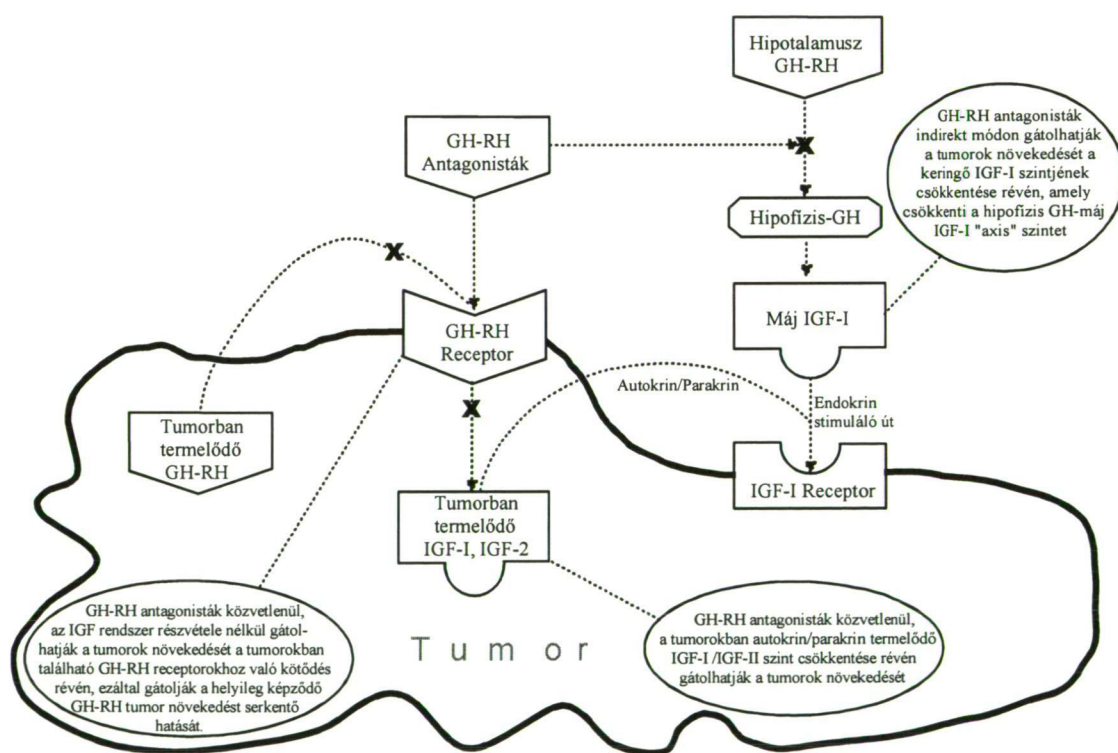 Hipotalamusz
GH-RH
GH-RH
Antagonisták
GH-RH antagonisták
indirekt módon gátolhatják
a tumorok növekedését a
keringő IGF-I szintjének
csökkentése révén, amely
csökkenti a hipofízis GH-máj
IGF-I "axis" szintet
X
Hipofízis-GH
X
GH-RH
Receptor
Máj IGF-I
Autokrin/Parakrin
X
Endokrin
stimuláló út
Tumorban
termelődő
GH-RH
IGF-I Receptor
Tumorban
termelődő
IGF-I, IGF-2
GH-RH antagonisták közvetlenül,
az IGF rendszer részvétele nélkül gátol-
hatják a tumorok növekedését a tumorokban
található GH-RH receptorokhoz való kötődés
révén, ezáltal gátolják a helyileg képződő
GH-RH tumor növekedést serkentő
hatását.
Tumor
GH-RH antagonisták közvetlenül,
a tumorokban autokrin/parakrin termelődő
IGF-I /IGF-II szint csökkentése révén
gátolhatják a tumorok növekedését